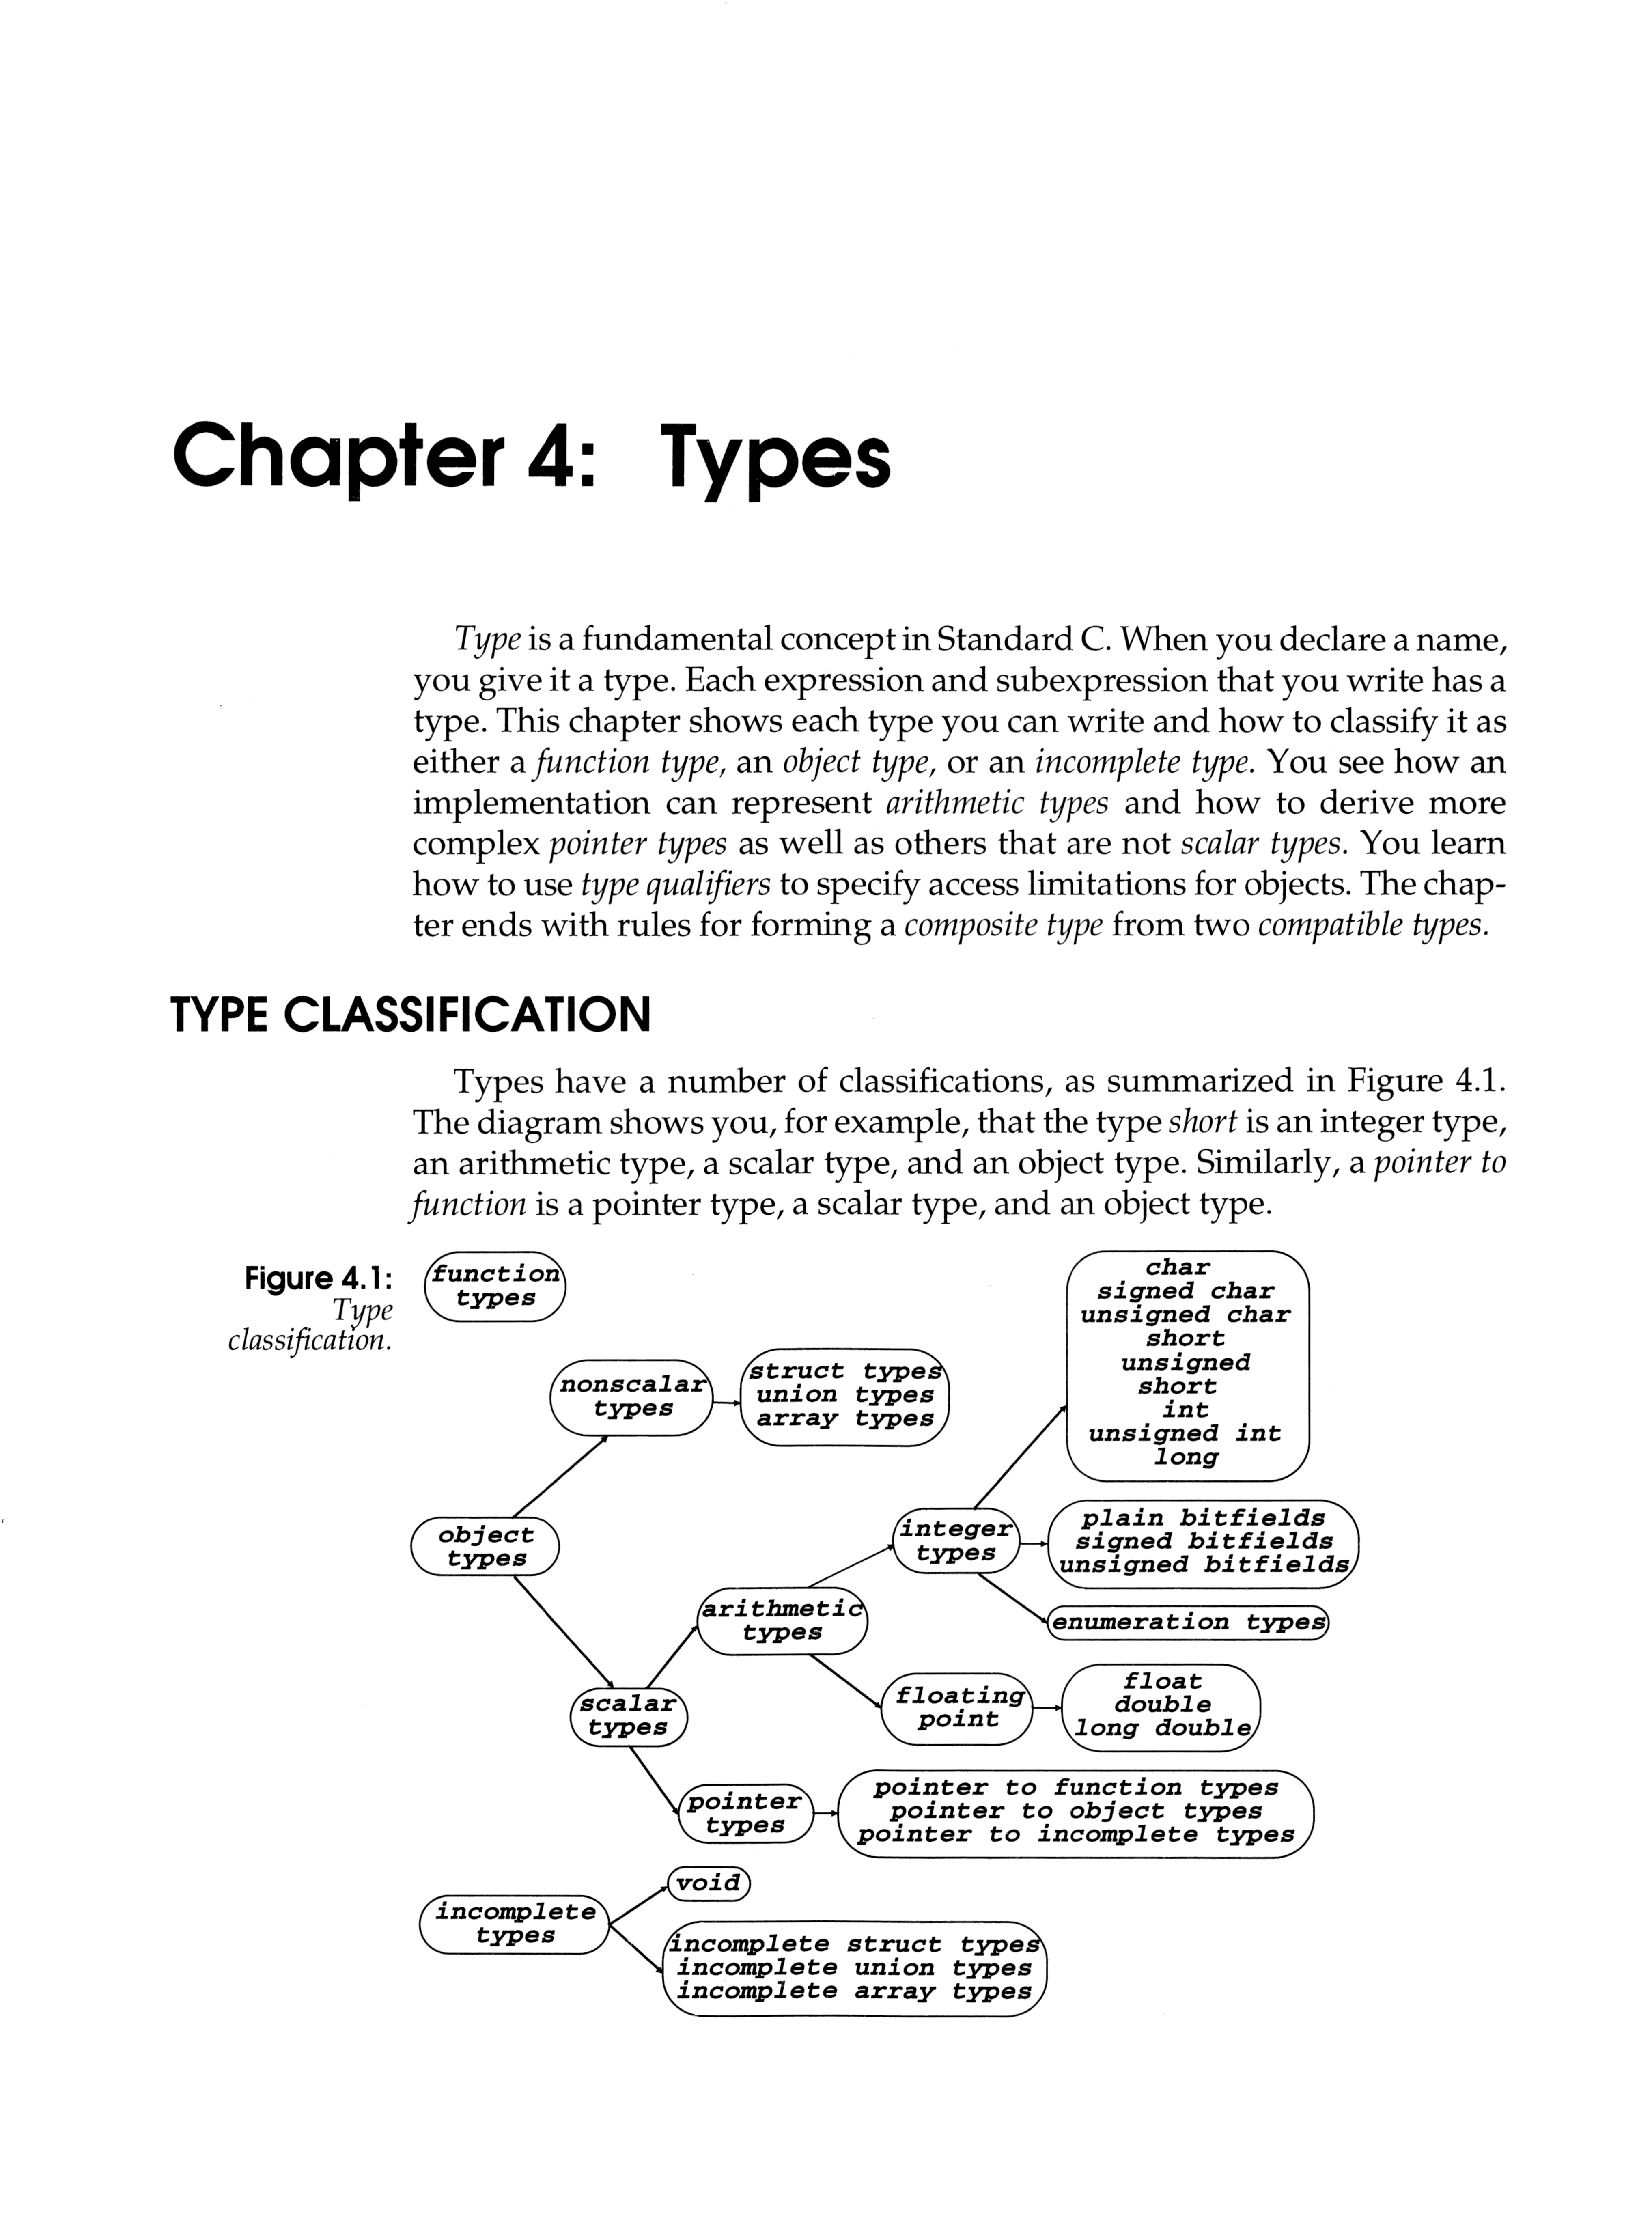 Chapter 4: Types
Type is a fundamental concept in Standard C. When you declare a name,
you give it a type. Each expression and subexpression that you write has a
type. This chapter shows each type you can write and how to classify it as
either a function type, an object type, or an incomplete type. You see how an
implementation can represent arithmetic types and how to derive more
complex pointer types as well as others that are not scalar types. You learn
how to use type qualifiers to specify access limitations for objects. The chap-
ter ends with rules for forming a composite type from two compatible types.
TYPE CLASSIFICATION
Types have a number of classifications, as summarized in Figure 4.1.
The diagram shows you, for example, that the type short is an integer type,
an arithmetic type, a scalar type, and an object type. Similarly, a pointer to
function is a pointer type, a scalar type, and an object type.
Figure 4.1:
Type
classification.
function
types
nonscalar
types
struct types
union types
array types
char
signed char
unsigned char
short
unsigned
short
int
unsigned int
long
object
types
integer
types
plain bitfields
signed bitfields
unsigned bitfields
arithmetic
types
enumeration types
scalar
types
floating
point
float
double
long double
pointer
types
pointer to function types
pointer to object types
pointer to incomplete types
incomplete
types
void
incomplete struct types
incomplete union types
incomplete array types